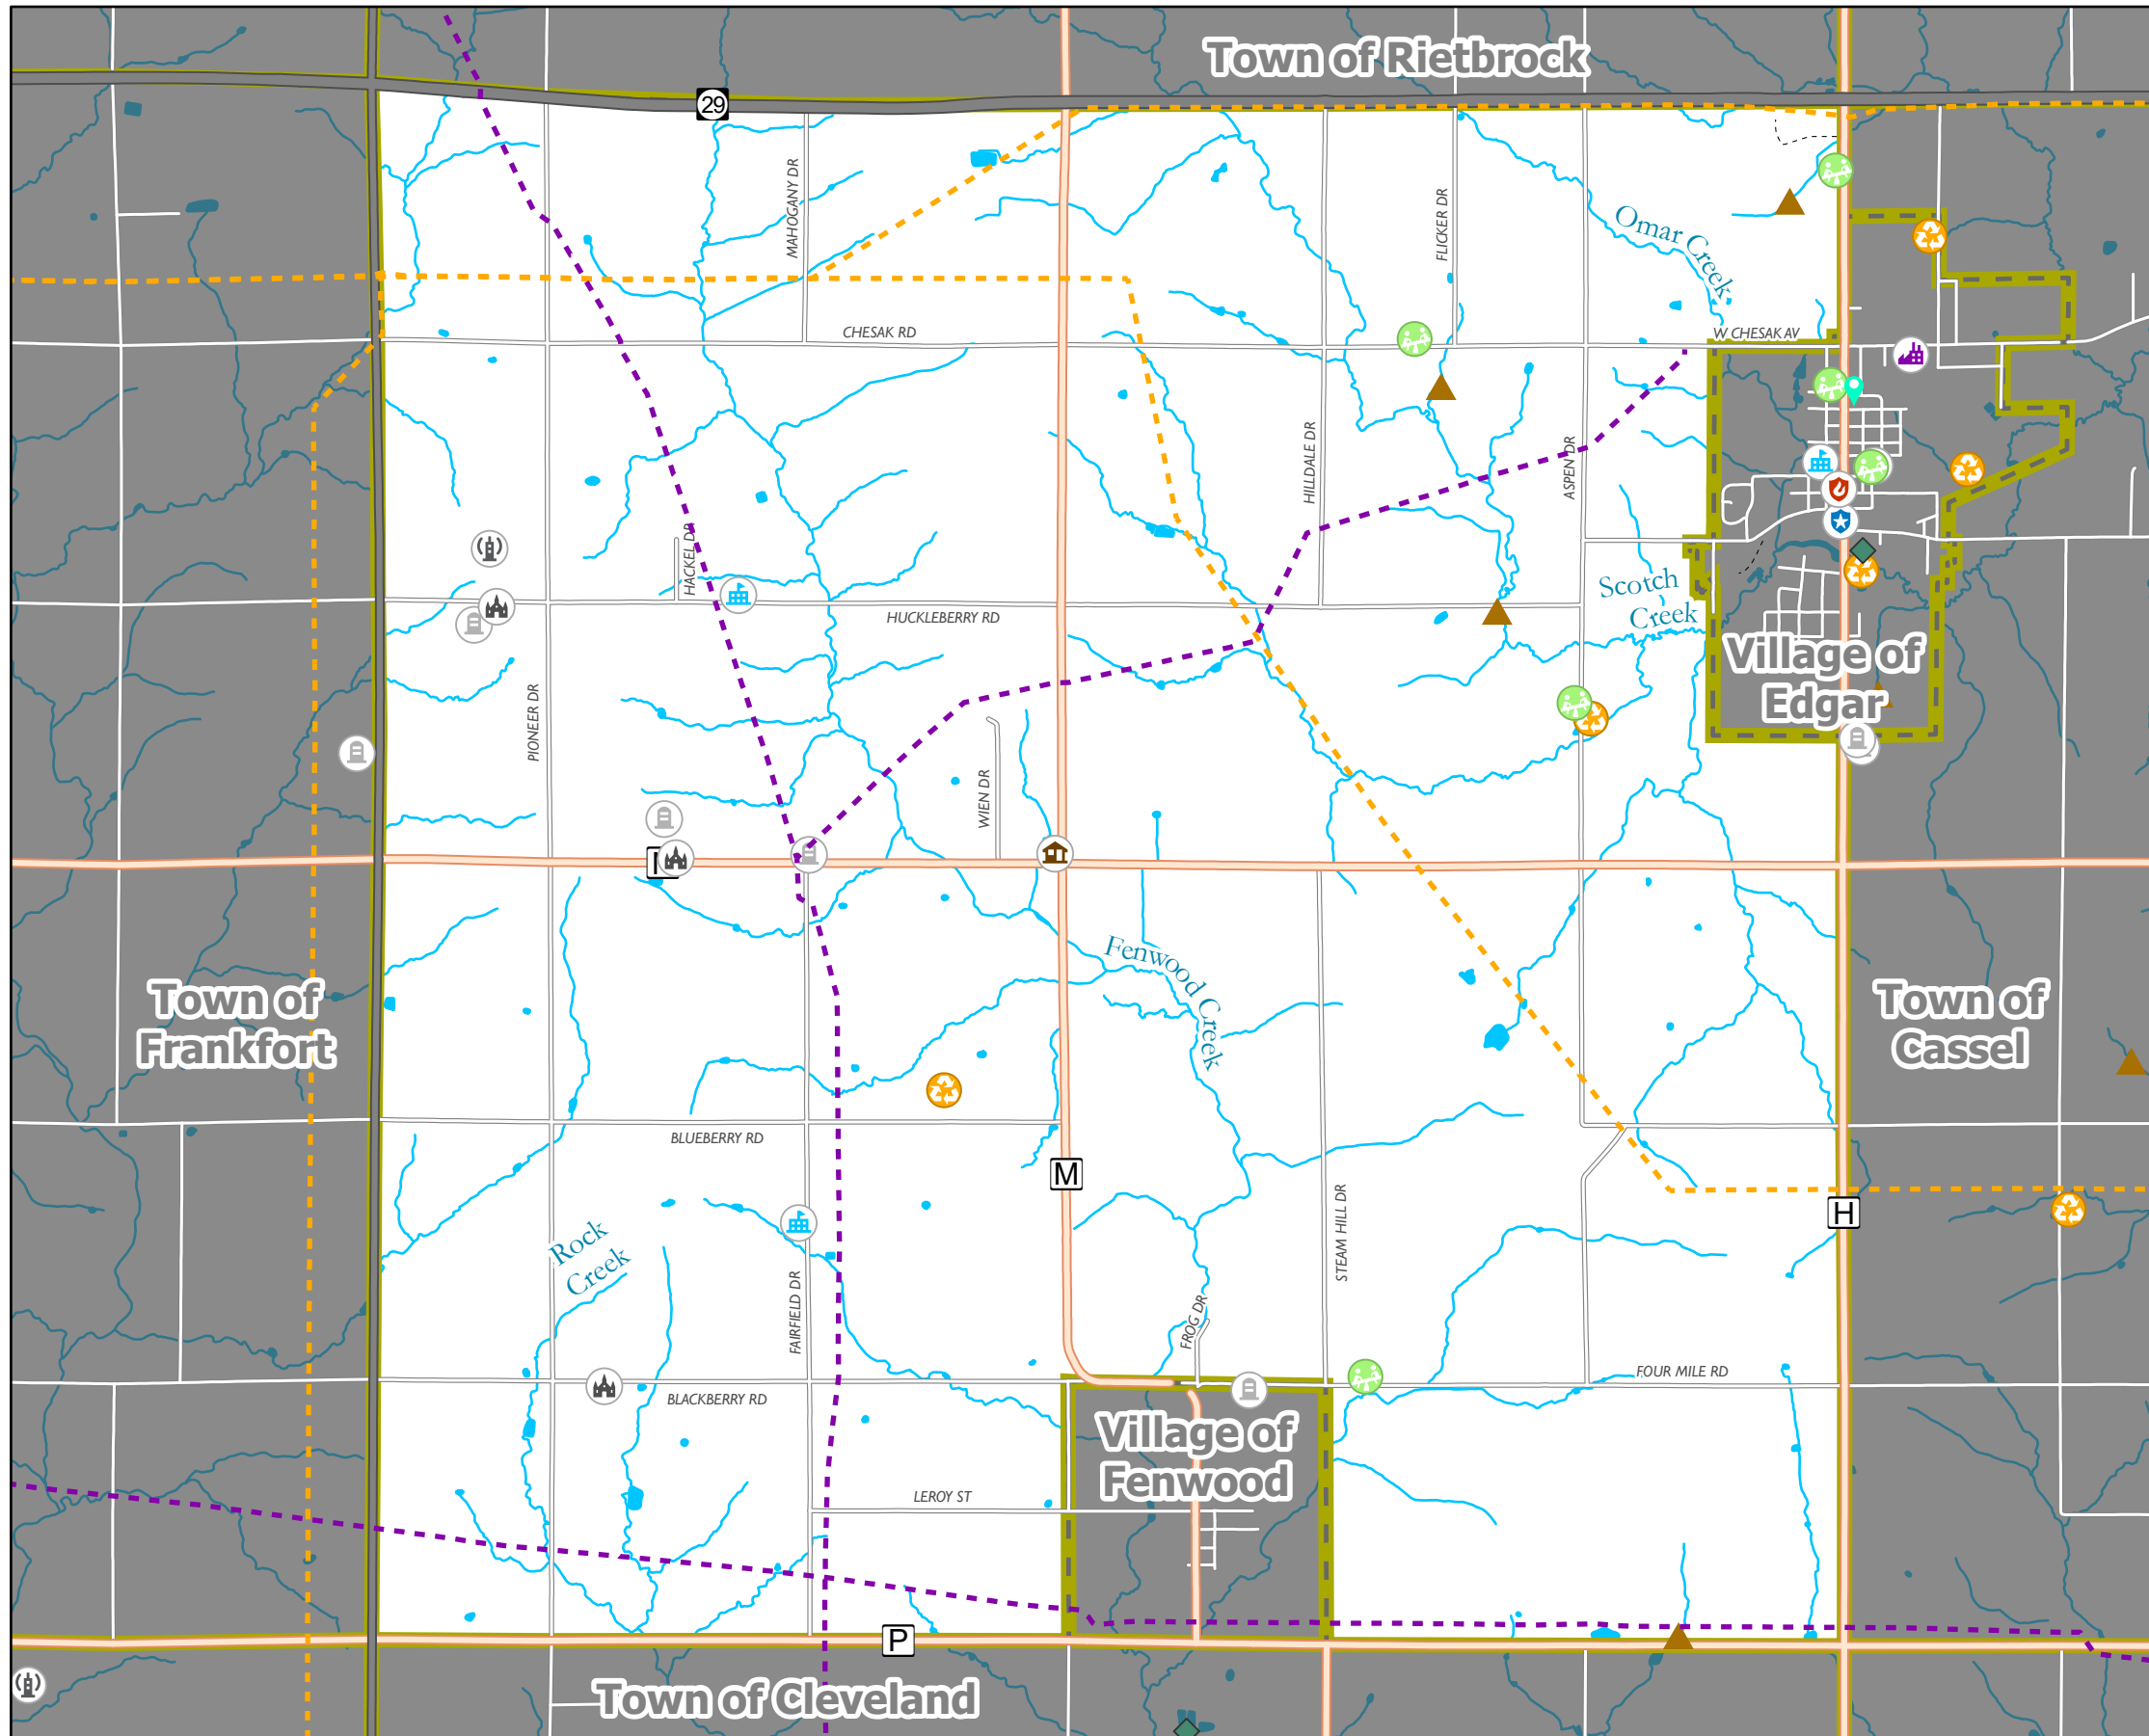 Town of Rietbrock
29
MAHOGANY DR
FLICKER DR
Omar Creek
CHESAK RD
W CHESAK AV
HILLDALE DR
ASPEN DR
HACKEL DR
Scotch
Creek
HUCKLEBERRY RD
Village of
Edgar
PIONEER DR
WIEN DR
Fenwood Creek
Town of
Frankfort
Town of
Cassel
BLUEBERRY RD
M
H
STEAM HILL DR
Rock
Creek
FAIRFIELD DR
FROG DR
FOUR MILE RD
BLACKBERRY RD
Village of
Fenwood
LEROY ST
P
Town of Cleveland